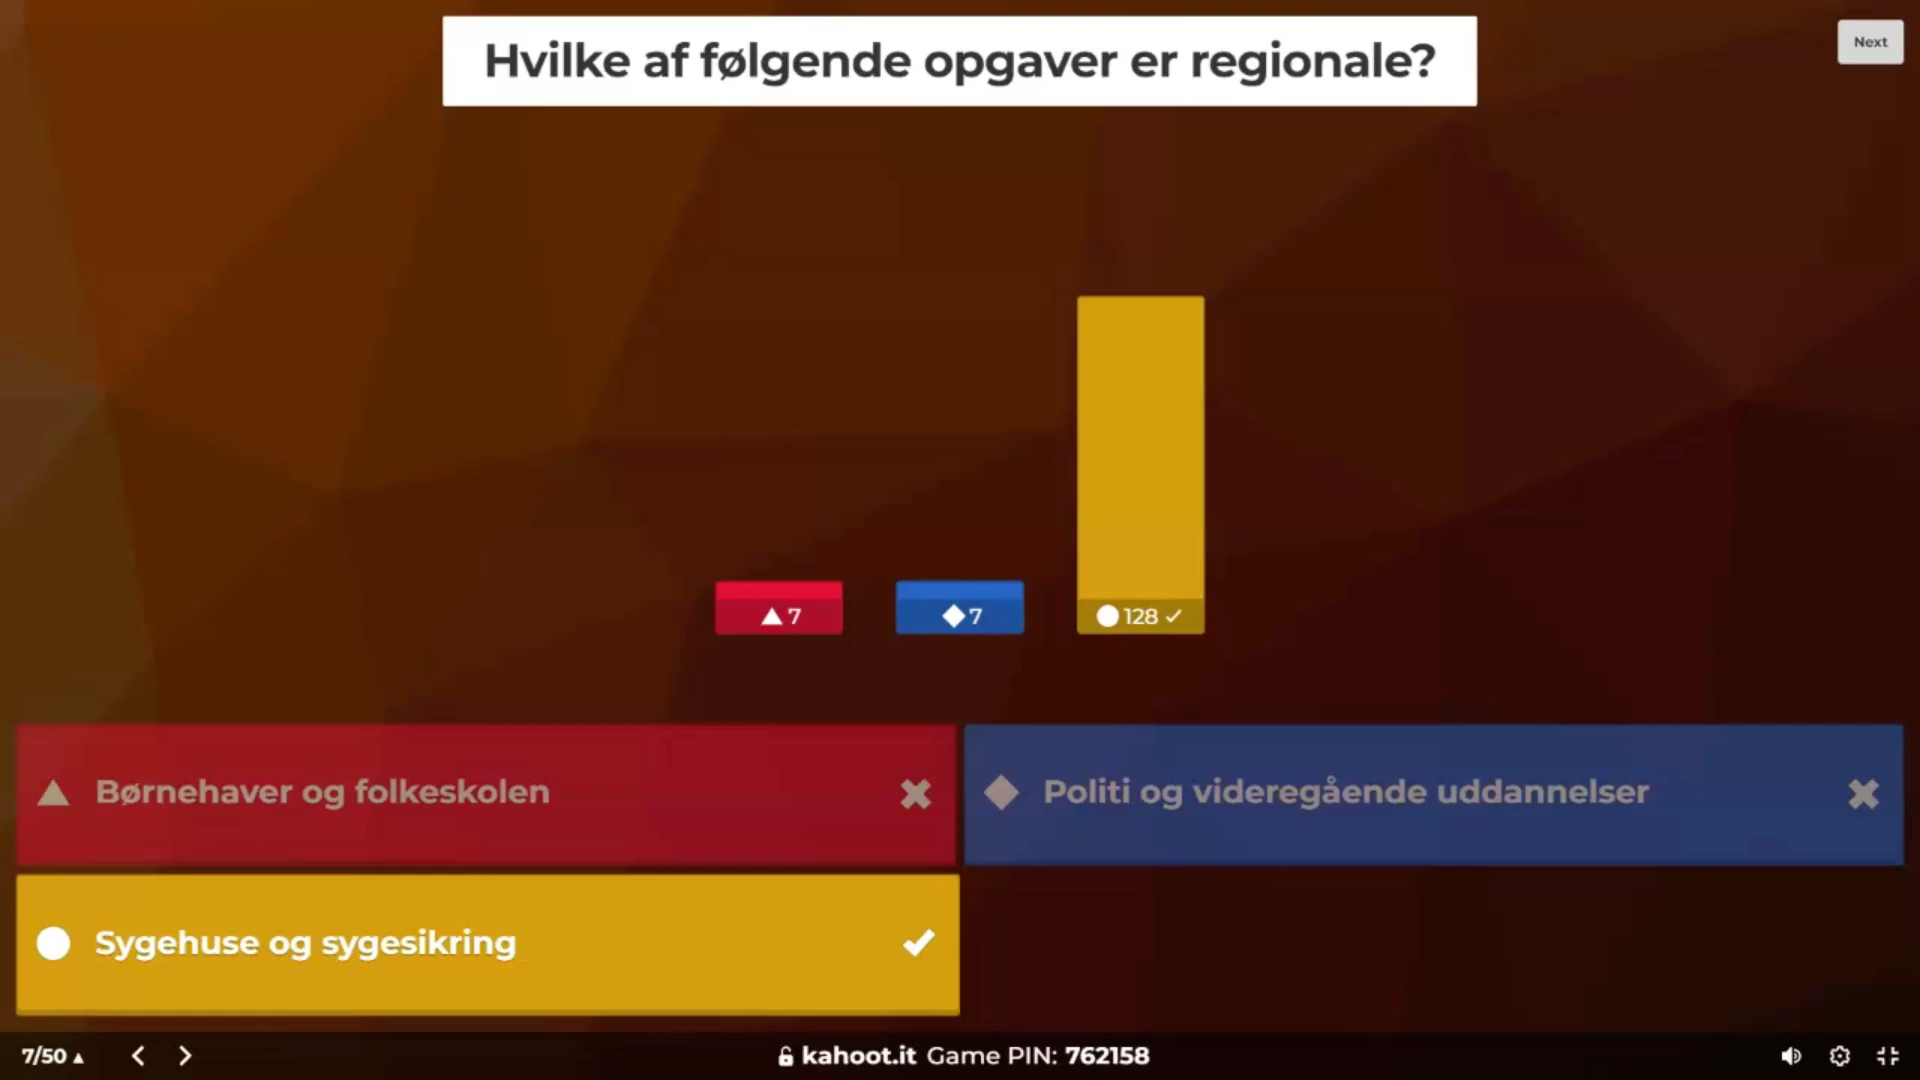 Hvilke af følgende opgaver er regionale?
Next
7
7
128
Børnehaver og folkeskolen
Politi og videregående uddannelser
Sygehuse og sygesikring
7/50
kahoot.it Game PIN: 762158